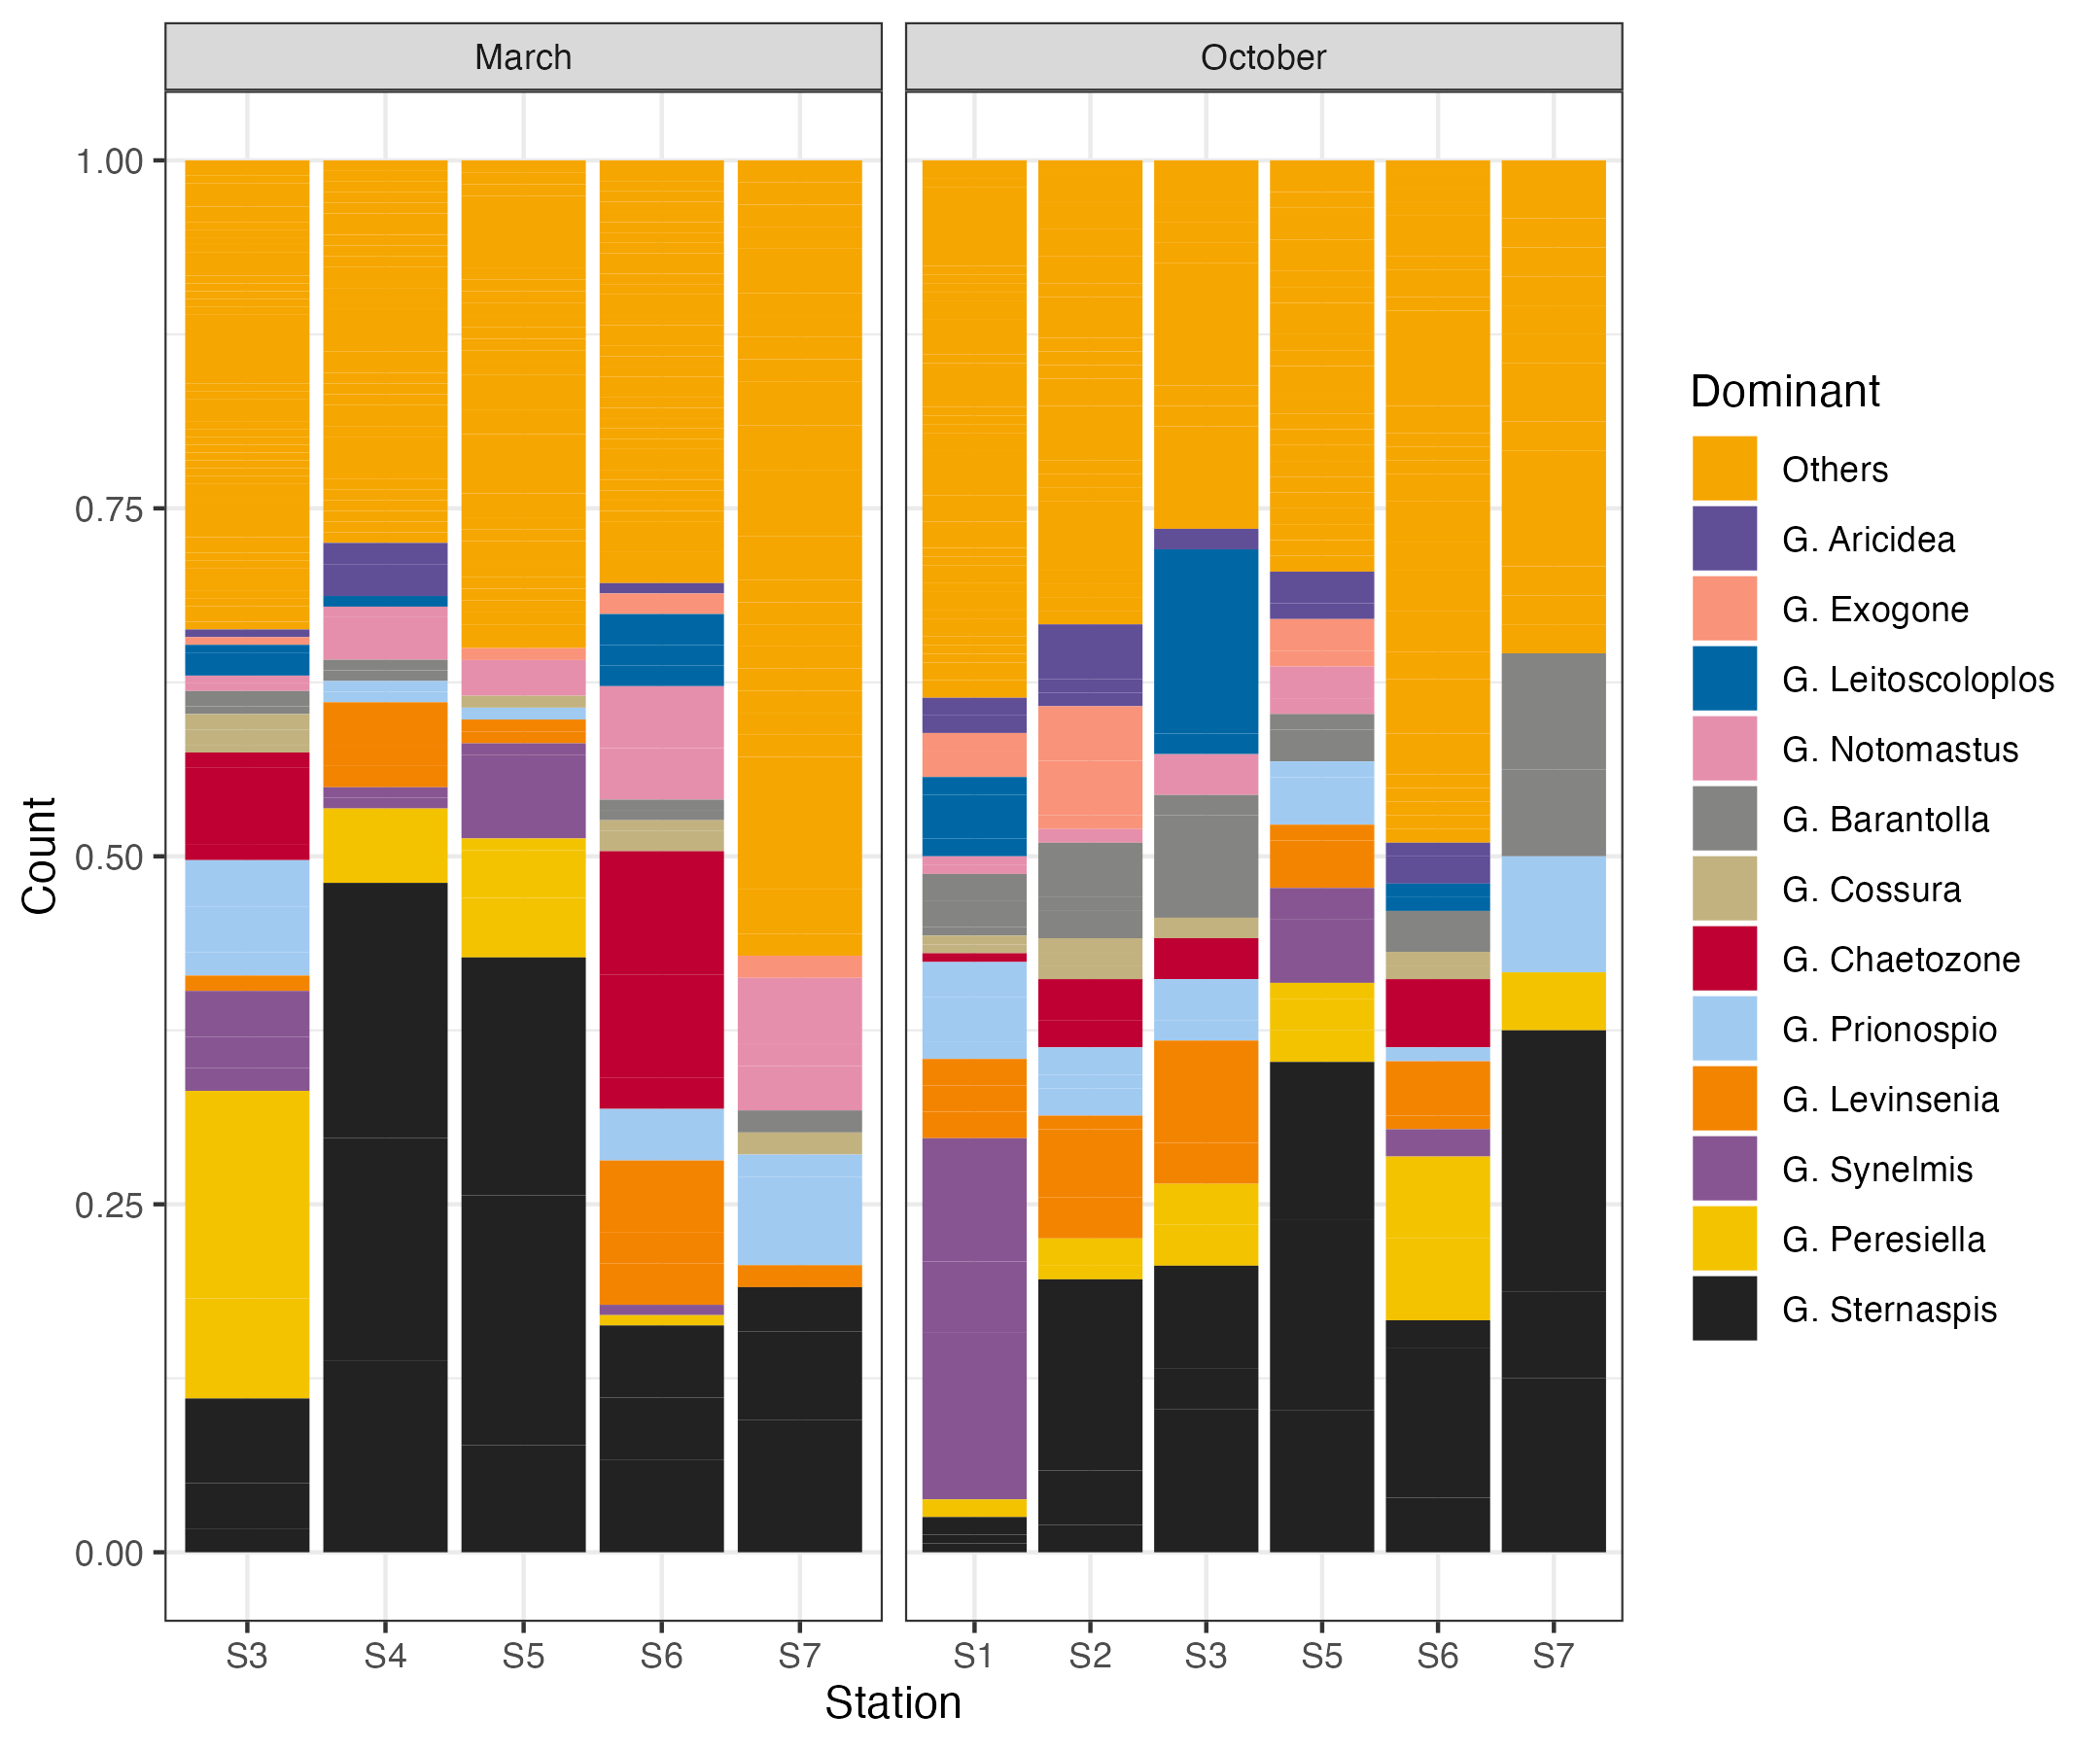 March
October
1.00
0.75
0.50
0.25
0.00
Count
S3 S4 S5 S6 S7
S1 S2 S3 S5 S6 S7
Station
Dominant
Others
G. Aricidea
G. Exogone
G. Leitoscoloplos
G. Notomastus
G. Barantolla
G. Cossura
G. Chaetozone
G. Prionospio
G. Levinsenia
G. Synelmis
G. Peresiella
G. Sternaspis